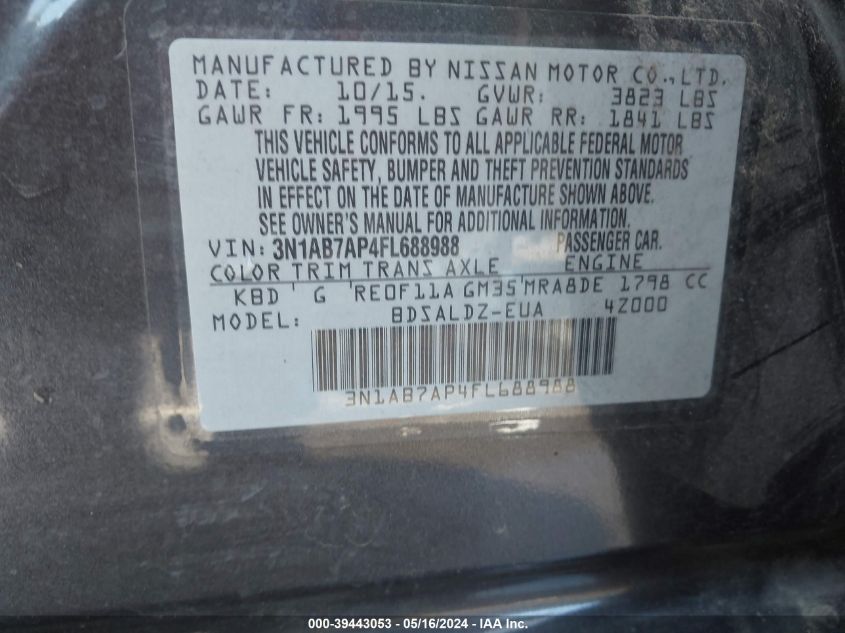 MANUFACTURED BY NISSAN MOTOR CO., LTD.
DATE: 10/15. GVWR: 3823 LBS
GAWR FR: 1995 LBS GAWR RR: 1841 LBS
THIS VEHICLE CONFORMS TO ALL APPLICABLE FEDERAL MOTOR
VEHICLE SAFETY, BUMPER AND THEFT PREVENTION STANDARDS
IN EFFECT ON THE DATE OF MANUFACTURE SHOWN ABOVE.
SEE OWNER'S MANUAL FOR ADDITIONAL INFORMATION.
VIN: 3N1AB7AP4FL688988 PASSENGER CAR.
COLOR TRIM TRANS AXLE ENGINE
KBD G RE0F11A GM35 MRA8DE 1798 CC
MODEL: BDSALDZ-EUA 4Z000
3N1AB7AP4FL688988
000-39443053 - 05/16/2024 - IAA Inc.